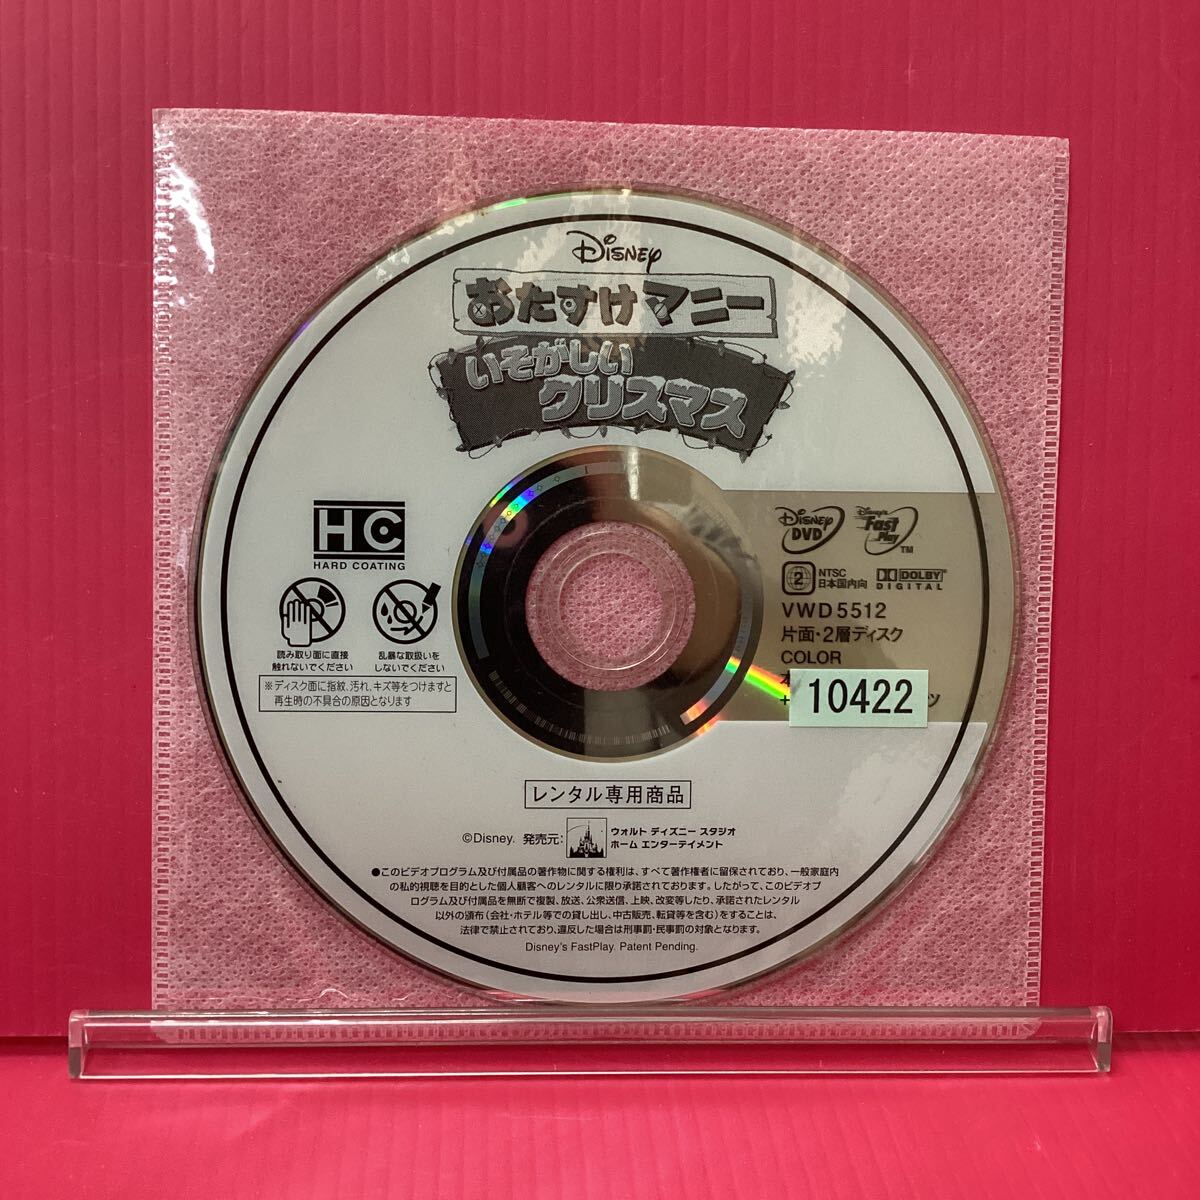 Disney
おたすけマニー
いそがしい
クリスマス
HC
HARD COATING
読み取り面に直接
触れないでください
乱暴な取扱いを
しないでください
※ディスク面に指紋、汚れ、キズ等をつけますと
再生時の不具合の原因となります
Disney DVD
Disney's Fast Play TM
2
NTSC
日本国内向
DOLBY
DIGITAL
VWD5512
片面・2層ディスク
COLOR
10422
レンタル専用商品
©Disney. 発売元:
ウォルト ディズニー スタジオ
ホーム エンターテイメント
●このビデオプログラム及び付属品の著作物に関する権利は、すべて著作権者に留保されており、一般家庭内
の私的視聴を目的とした個人顧客へのレンタルに限り承諾されております。したがって、このビデオプ
ログラム及び付属品を無断で複製、放送、公衆送信、上映、改変等したり、承諾されたレンタル
以外の頒布(会社・ホテル等での貸し出し、中古販売、転貸等を含む)をすることは、
法律で禁止されており、違反した場合は刑事罰・民事罰の対象となります。
Disney's FastPlay. Patent Pending.